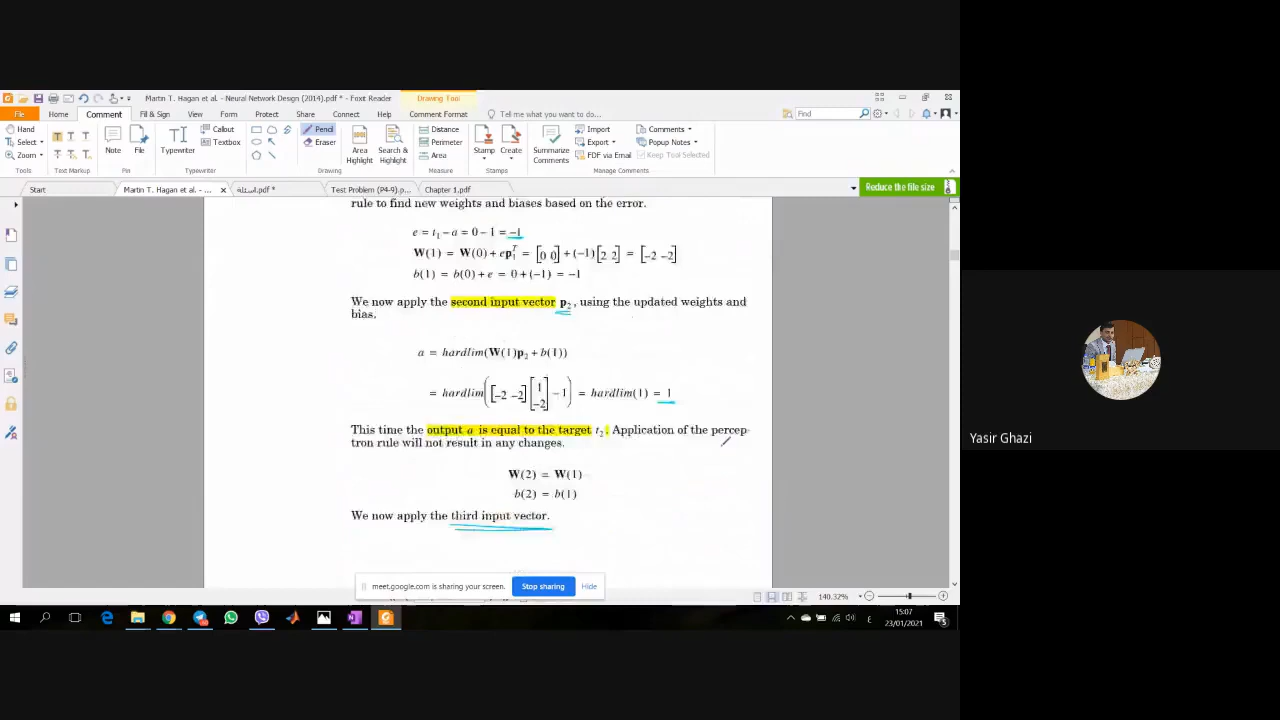 Martin T. Hagan et al. - Neural Network Design (2014).pdf * - Foxit Reader
Drawing Tool
File
Home
Comment
Fill & Sign
View
Form
Protect
Share
Connect
Help
Comment Format
Tell me what you want to do...
Find
Hand
Select
Zoom
Tools
Text Markup
Note
File
Pin
Typewriter
Callout
Textbox
Typewriter
Pencil
Eraser
Drawing
Area Highlight
Search & Highlight
Distance
Perimeter
Area
Measure
Stamp
Create
Stamps
Summarize Comments
Import
Export
FDF via Email
Comments
Popup Notes
Keep Tool Selected
Manage Comments
Start
Martin T. Hagan et al. - ...
Test Problem (P4-9).p...
Chapter 1.pdf
Reduce the file size
rule to find new weights and biases based on the error.
e = t₁ – a = 0 – 1 = –1
W(1) = W(0) + ep₁ᵀ = [0 0] + (–1)[2 2] = [–2 –2]
b(1) = b(0) + e = 0 + (–1) = –1
We now apply the second input vector p₂, using the updated weights and
bias.
a = hardlim(W(1)p₂ + b(1))
= hardlim([–2 –2][1 –2] – 1) = hardlim(1) = 1
This time the output a is equal to the target t₂. Application of the percep-
tron rule will not result in any changes.
W(2) = W(1)
b(2) = b(1)
We now apply the third input vector.
meet.google.com is sharing your screen.
Stop sharing
Hide
140.32%
15:07
23/01/2021
Yasir Ghazi